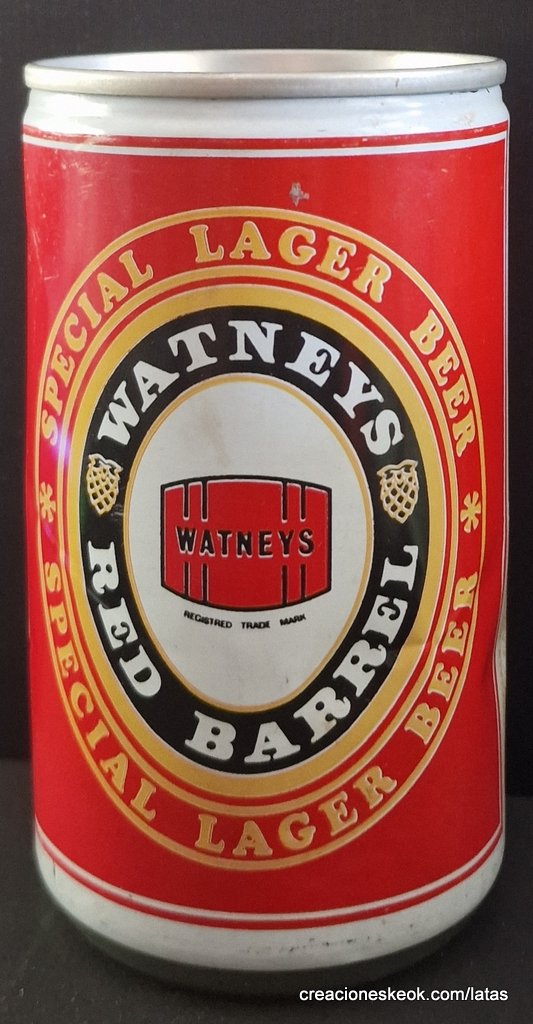 SPECIAL LAGER BEER
WATNEYS
WATNEYS
REGISTRED TRADE MARK
RED BARREL
SPECIAL LAGER BEER
creacioneskeok.com/latas